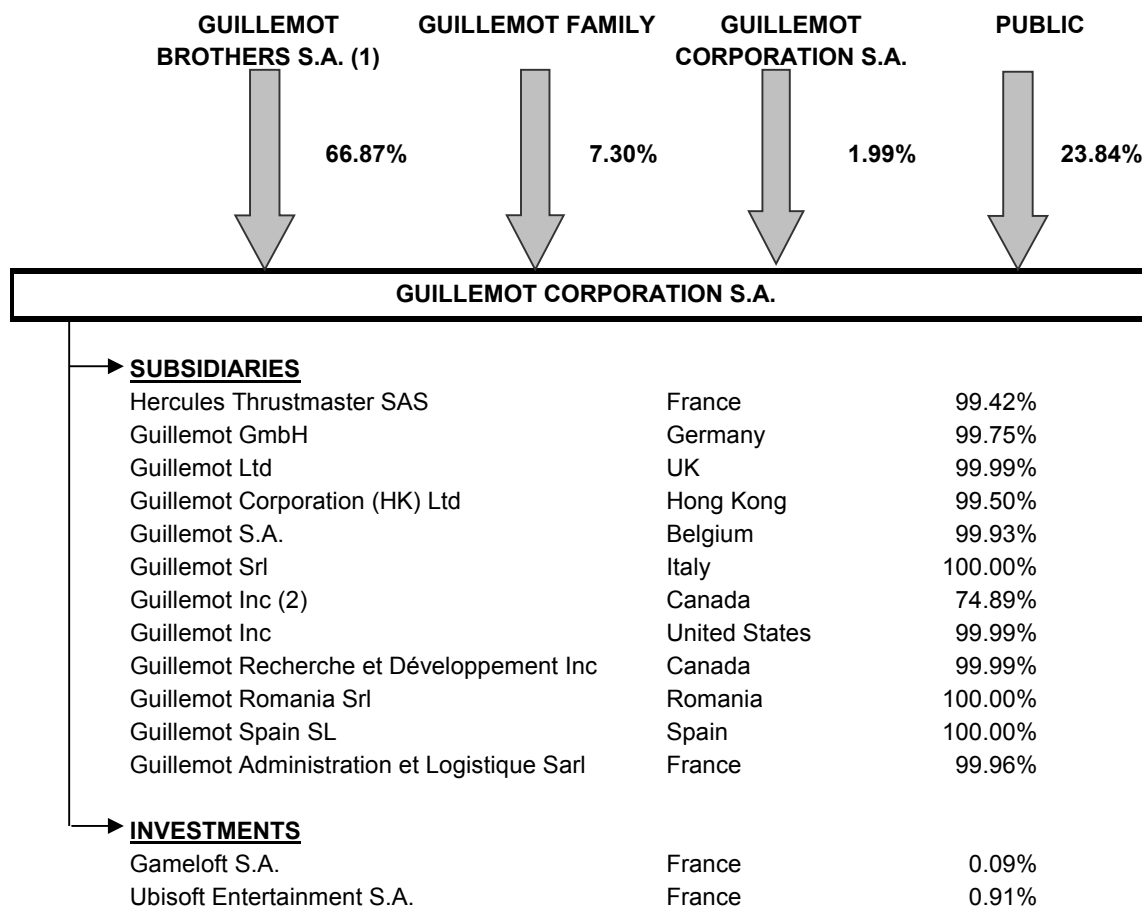 GUILLEMOT BROTHERS S.A. (1)
GUILLEMOT FAMILY
GUILLEMOT CORPORATION S.A.
PUBLIC
66.87% 7.30% 1.99% 23.84%
GUILLEMOT CORPORATION S.A.
SUBSIDIARIES
Hercules Thrustmaster SAS France 99.42%
Guillemot GmbH Germany 99.75%
Guillemot Ltd UK 99.99%
Guillemot Corporation (HK) Ltd Hong Kong 99.50%
Guillemot S.A. Belgium 99.93%
Guillemot Srl Italy 100.00%
Guillemot Inc (2) Canada 74.89%
Guillemot Inc United States 99.99%
Guillemot Recherche et Développement Inc Canada 99.99%
Guillemot Romania Srl Romania 100.00%
Guillemot Spain SL Spain 100.00%
Guillemot Administration et Logistique Sarl France 99.96%
INVESTMENTS
Gameloft S.A. France 0.09%
Ubisoft Entertainment S.A. France 0.91%